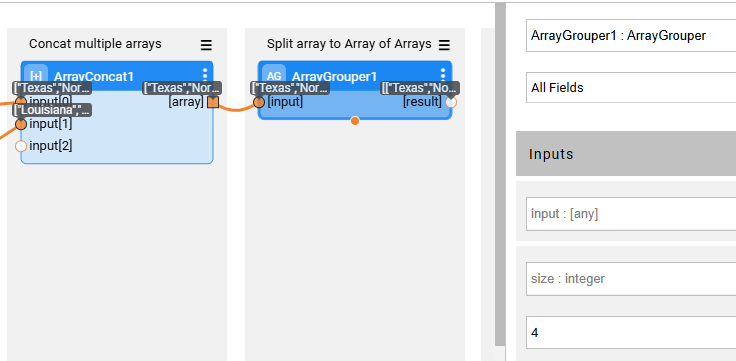 Concat multiple arrays
[+] ArrayConcat1
["Texas","Nor...
["Texas","Nor...
input[0]
[array]
["Louisiana","...
input[1]
input[2]
Split array to Array of Arrays
AG ArrayGrouper1
["Texas","Nor...
[["Texas","No...
[input]
[result]
ArrayGrouper1 : ArrayGrouper
All Fields
Inputs
input : [any]
size : integer
4